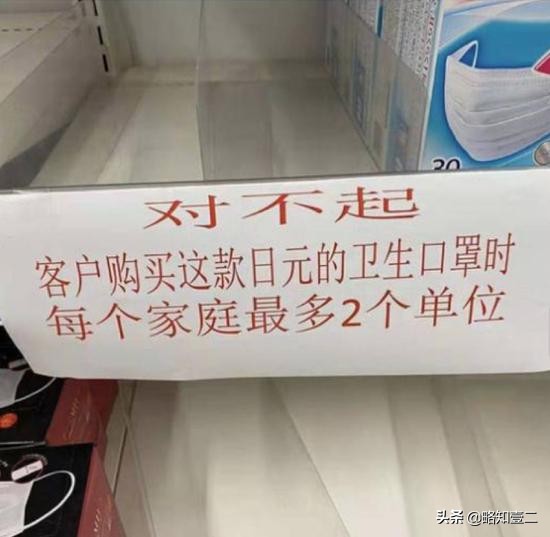 30
对不起
客户购买这款日元的卫生口罩时
每个家庭最多2个单位
头条 @略知壹二